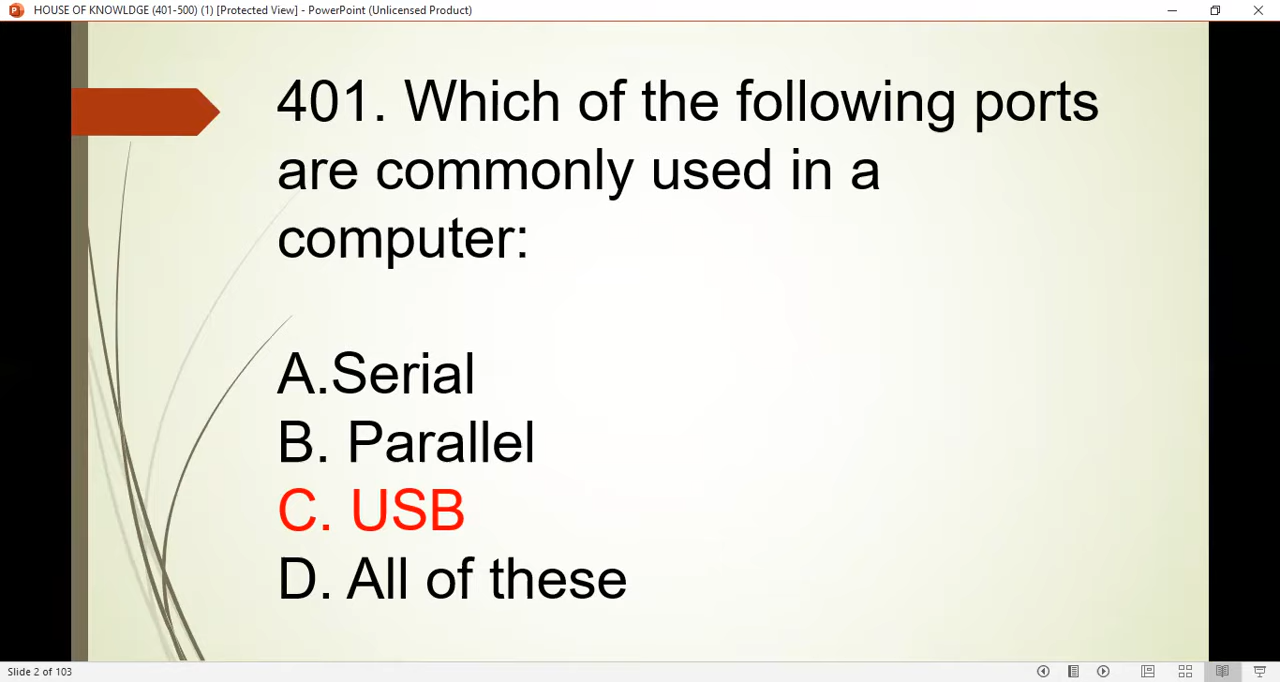 HOUSE OF KNOWLDGE (401-500) (1) [Protected View] - PowerPoint (Unlicensed Product)
401. Which of the following ports
are commonly used in a
computer:
A.Serial
B. Parallel
C. USB
D. All of these
Slide 2 of 103